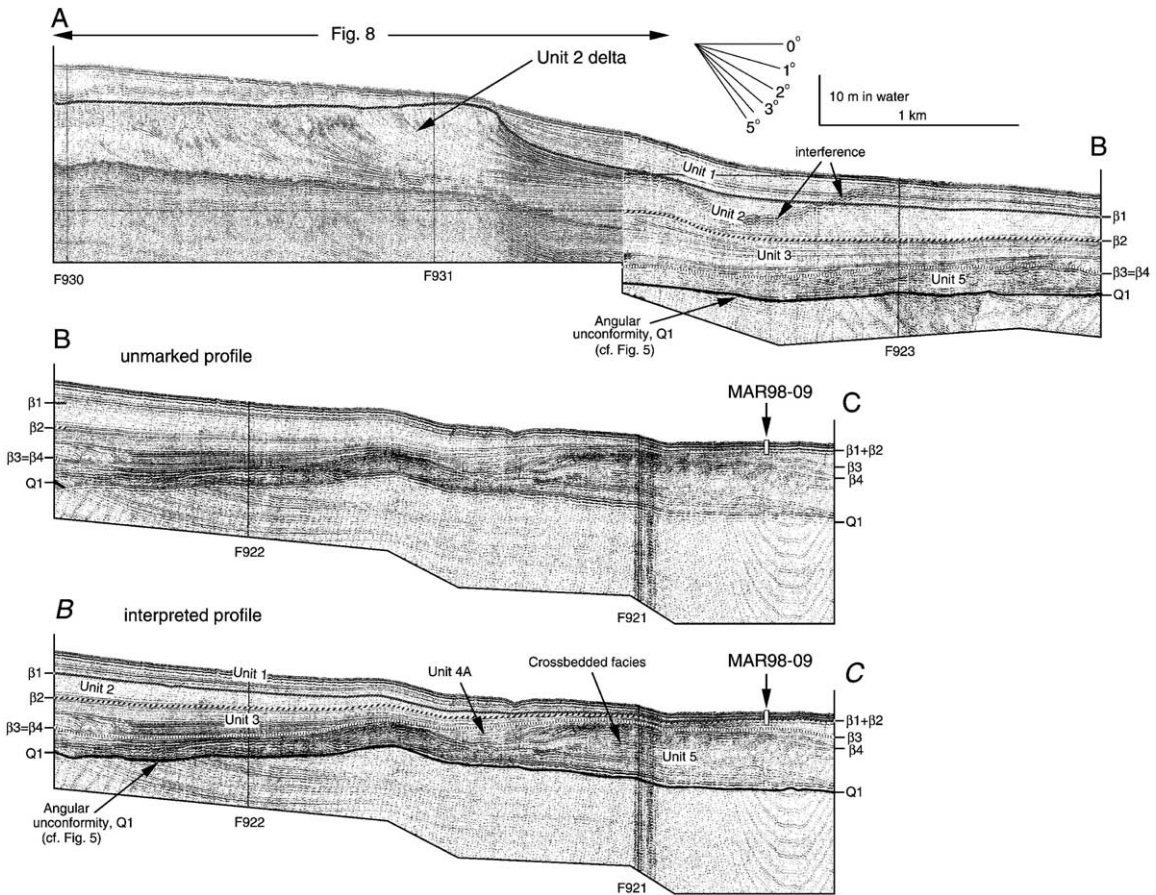 A
Fig. 8
Unit 2 delta
0°
1°
2°
3°
5°
10 m in water
1 km
interference
B
Unit 1
Unit 2
Unit 3
Unit 5
β1
β2
β3=β4
Q1
F930
F931
Angular
unconformity, Q1
(cf. Fig. 5)
F923
B
unmarked profile
MAR98-09
C
β1
β2
β3=β4
Q1
β1+β2
β3
β4
Q1
F922
F921
B
interpreted profile
MAR98-09
C
Unit 1
Unit 4A
Crossbedded facies
β1
Unit 2
β2
Unit 3
β3=β4
Q1
Unit 5
β1+β2
β3
β4
Q1
Angular
unconformity, Q1
(cf. Fig. 5)
F922
F921